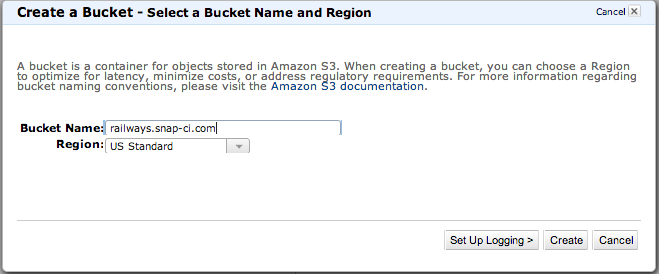 Create a Bucket - Select a Bucket Name and Region
Cancel
A bucket is a container for objects stored in Amazon S3. When creating a bucket, you can choose a Region
to optimize for latency, minimize costs, or address regulatory requirements. For more information regarding
bucket naming conventions, please visit the Amazon S3 documentation.
Bucket Name: railways.snap-ci.com
Region: US Standard
Set Up Logging > Create Cancel